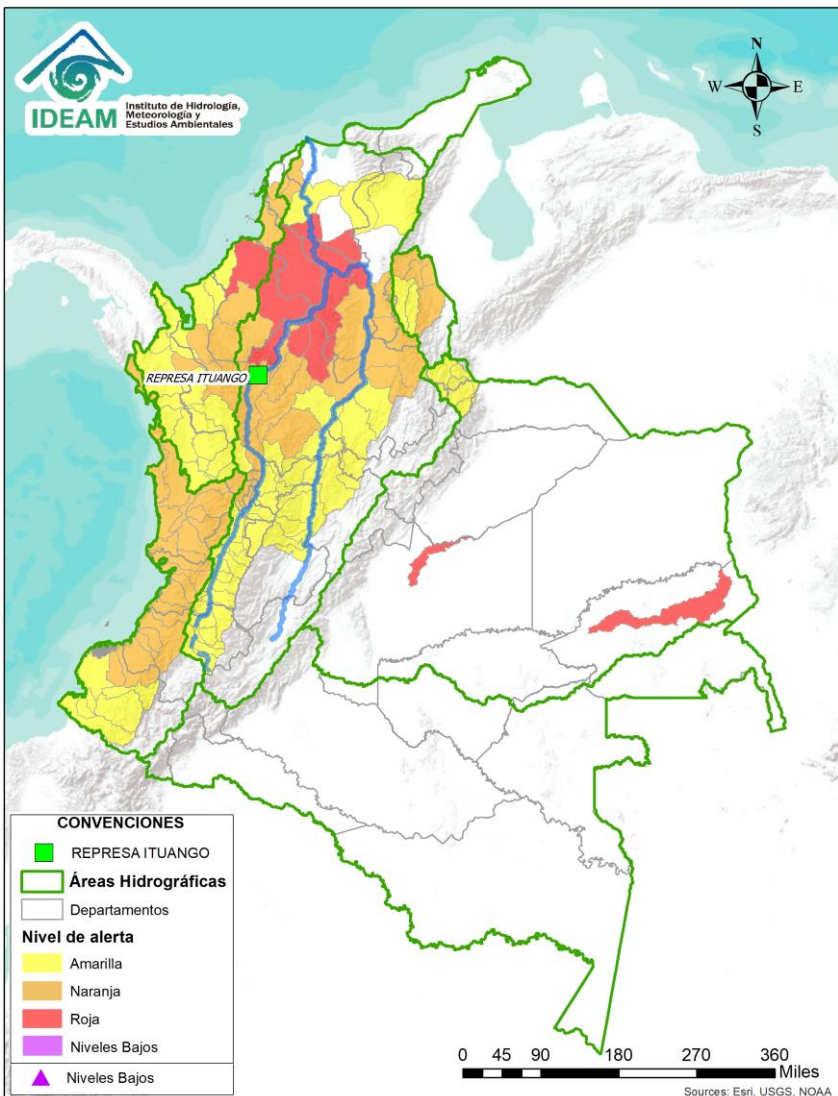 IDEAM
Instituto de Hidrología,
Meteorología y
Estudios Ambientales
N
W
E
S
REPRESA ITUANGO
CONVENCIONES
REPRESA ITUANGO
Áreas Hidrográficas
Departamentos
Nivel de alerta
Amarilla
Naranja
Roja
Niveles Bajos
Niveles Bajos
0 45 90 180 270 360
Miles
Sources: Esri, USGS, NOAA